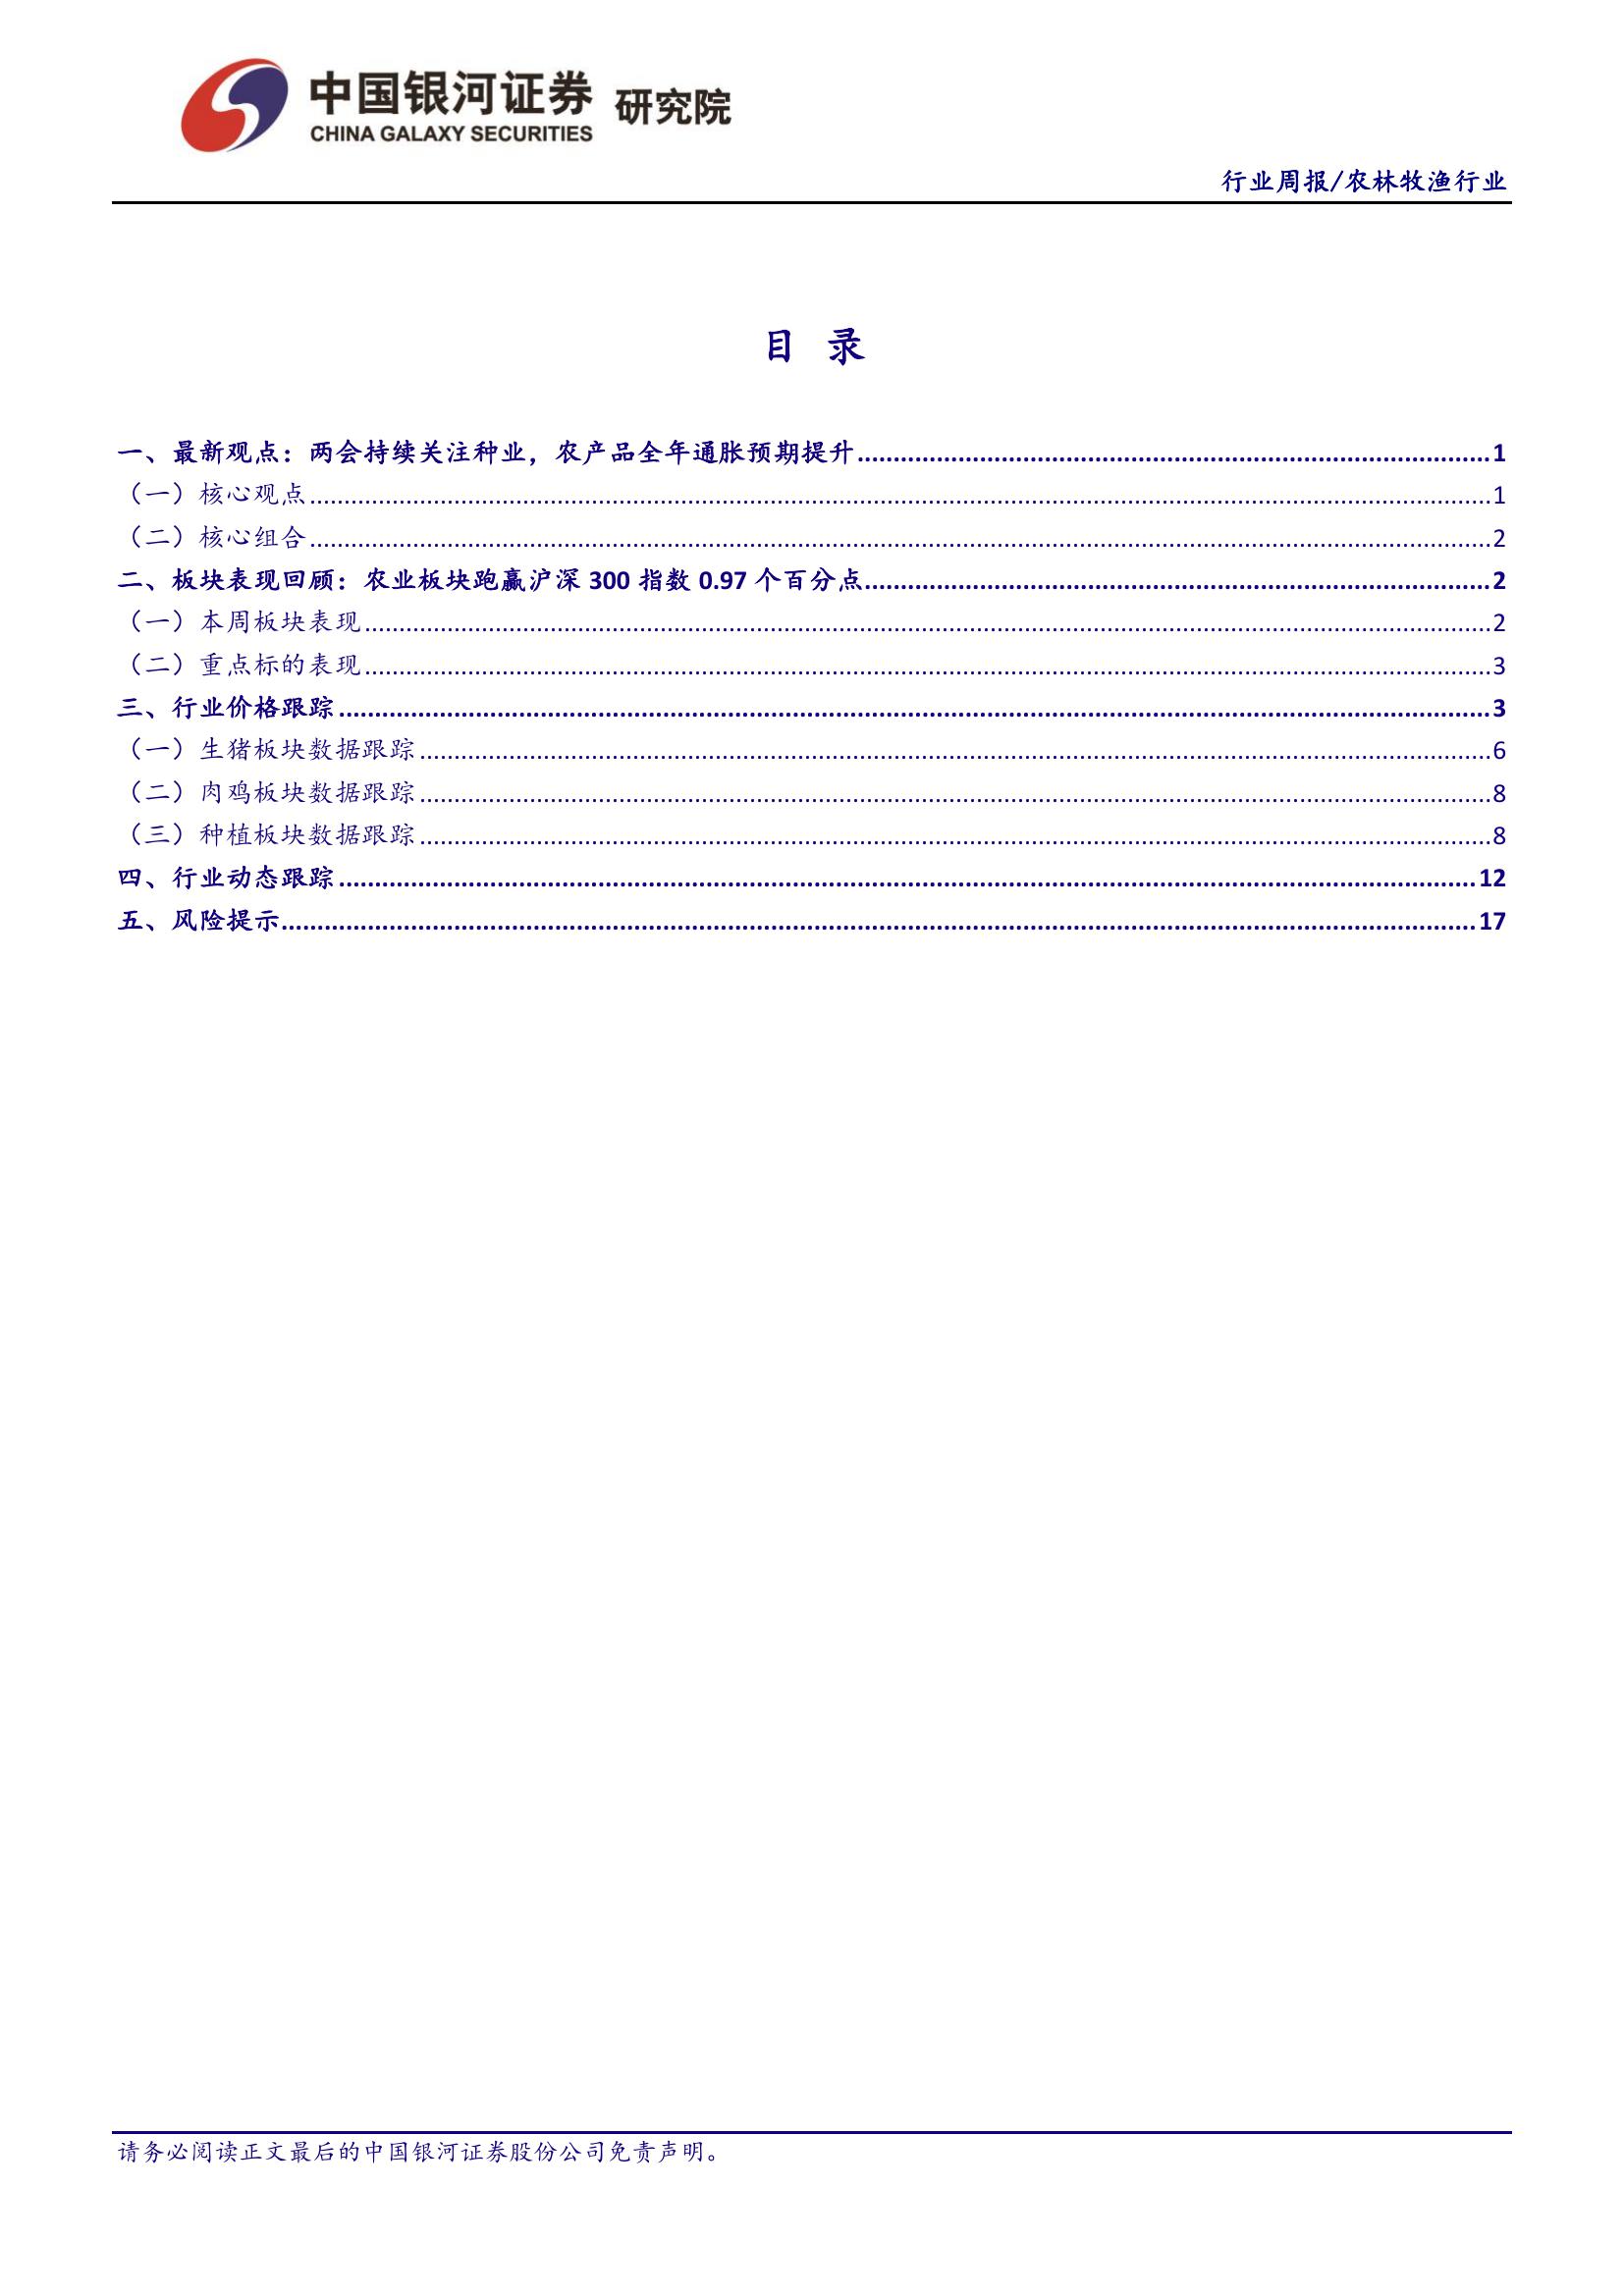 中国银河证券 研究院
CHINA GALAXY SECURITIES
行业周报/农林牧渔行业
目 录
一、最新观点：两会持续关注种业，农产品全年通胀预期提升 1
（一）核心观点 1
（二）核心组合 2
二、板块表现回顾：农业板块跑赢沪深 300 指数 0.97 个百分点 2
（一）本周板块表现 2
（二）重点标的表现 3
三、行业价格跟踪 3
（一）生猪板块数据跟踪 6
（二）肉鸡板块数据跟踪 8
（三）种植板块数据跟踪 8
四、行业动态跟踪 12
五、风险提示 17
请务必阅读正文最后的中国银河证券股份公司免责声明。